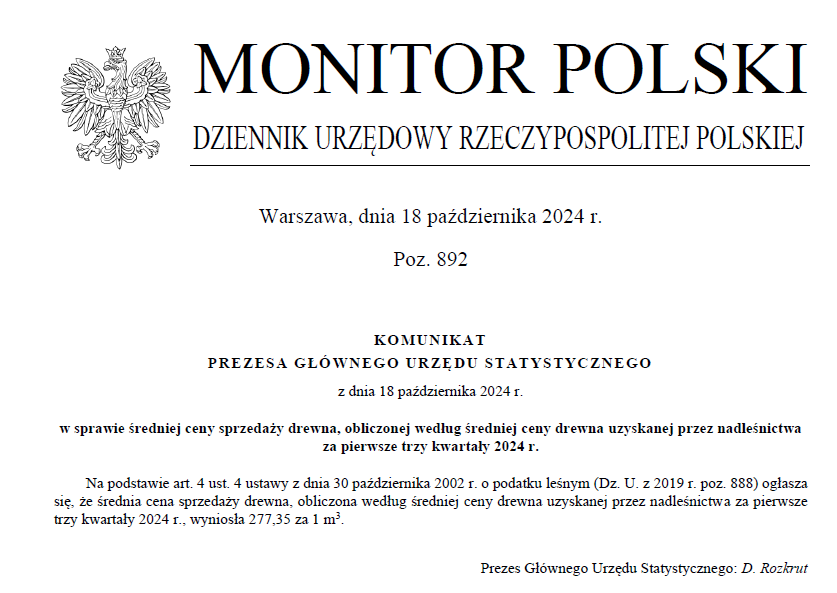 MONITOR POLSKI
DZIENNIK URZĘDOWY RZECZYPOSPOLITEJ POLSKIEJ
Warszawa, dnia 18 października 2024 r.
Poz. 892
KOMUNIKAT
PREZESA GŁÓWNEGO URZĘDU STATYSTYCZNEGO
z dnia 18 października 2024 r.
w sprawie średniej ceny sprzedaży drewna, obliczonej według średniej ceny drewna uzyskanej przez nadleśnictwa
za pierwsze trzy kwartały 2024 r.
Na podstawie art. 4 ust. 4 ustawy z dnia 30 października 2002 r. o podatku leśnym (Dz. U. z 2019 r. poz. 888) ogłasza
się, że średnia cena sprzedaży drewna, obliczona według średniej ceny drewna uzyskanej przez nadleśnictwa za pierwsze
trzy kwartały 2024 r., wyniosła 277,35 za 1 m³.
Prezes Głównego Urzędu Statystycznego: D. Rozkrut